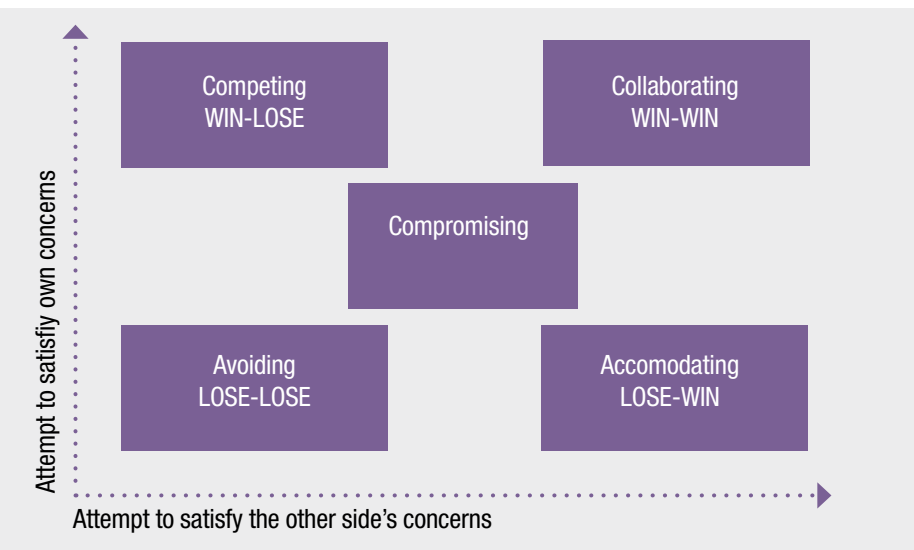 Competing
WIN-LOSE
Collaborating
WIN-WIN
Compromising
Avoiding
LOSE-LOSE
Accomodating
LOSE-WIN
Attempt to satisfiy own concerns
Attempt to satisfy the other side’s concerns